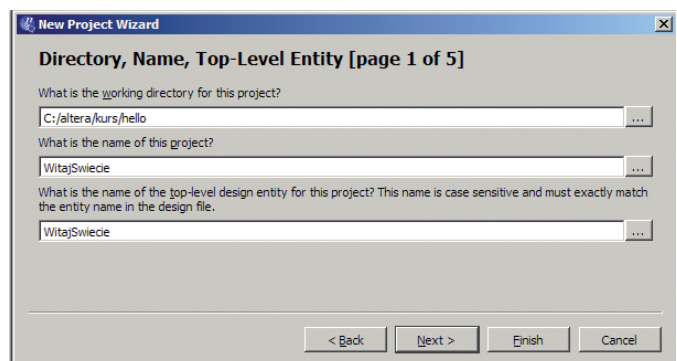 New Project Wizard
Directory, Name, Top-Level Entity [page 1 of 5]
What is the working directory for this project?
C:/altera/kurs/hello
...
What is the name of this project?
WitajSwiecie
...
What is the name of the top-level design entity for this project? This name is case sensitive and must exactly match
the entity name in the design file.
WitajSwiecie
...
< Back Next > Finish Cancel